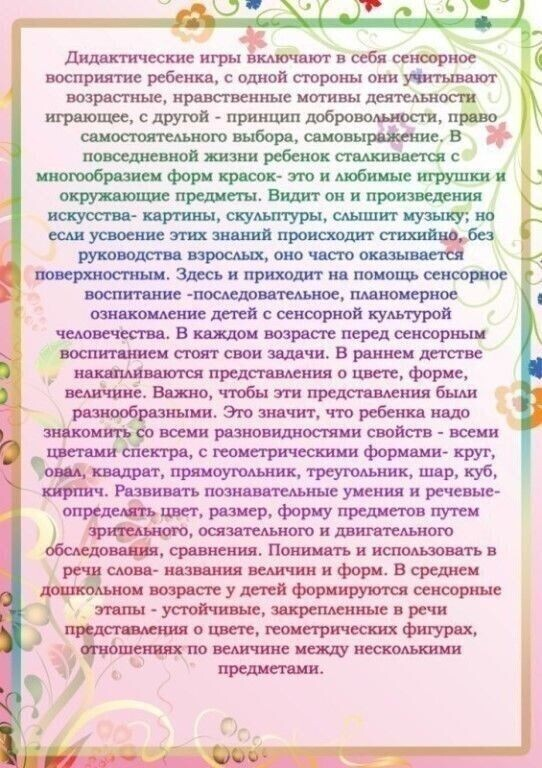 Дидактические игры включают в себя сенсорное
восприятие ребенка, с одной стороны они учитывают
возрастные, нравственные мотивы деятельности
играющее, с другой - принцип добровольности, право
самостоятельного выбора, самовыражение. В
повседневной жизни ребенок сталкивается с
многообразием форм красок- это и любимые игрушки и
окружающие предметы. Видит он и произведения
искусства- картины, скульптуры, слышит музыку; но
если усвоение этих знаний происходит стихийно, без
руководства взрослых, оно часто оказывается
поверхностным. Здесь и приходит на помощь сенсорное
воспитание -последовательное, планомерное
ознакомление детей с сенсорной культурой
человечества. В каждом возрасте перед сенсорным
воспитанием стоят свои задачи. В раннем детстве
накапливаются представления о цвете, форме,
величине. Важно, чтобы эти представления были
разнообразными. Это значит, что ребенка надо
знакомить со всеми разновидностями свойств - всеми
цветами спектра, с геометрическими формами- круг,
овал, квадрат, прямоугольник, треугольник, шар, куб,
кирпич. Развивать познавательные умения и речевые-
определять цвет, размер, форму предметов путем
зрительного, осязательного и двигательного
обследования, сравнения. Понимать и использовать в
речи слова- названия величин и форм. В среднем
дошкольном возрасте у детей формируются сенсорные
этапы - устойчивые, закрепленные в речи
представления о цвете, геометрических фигурах,
отношениях по величине между несколькими
предметами.